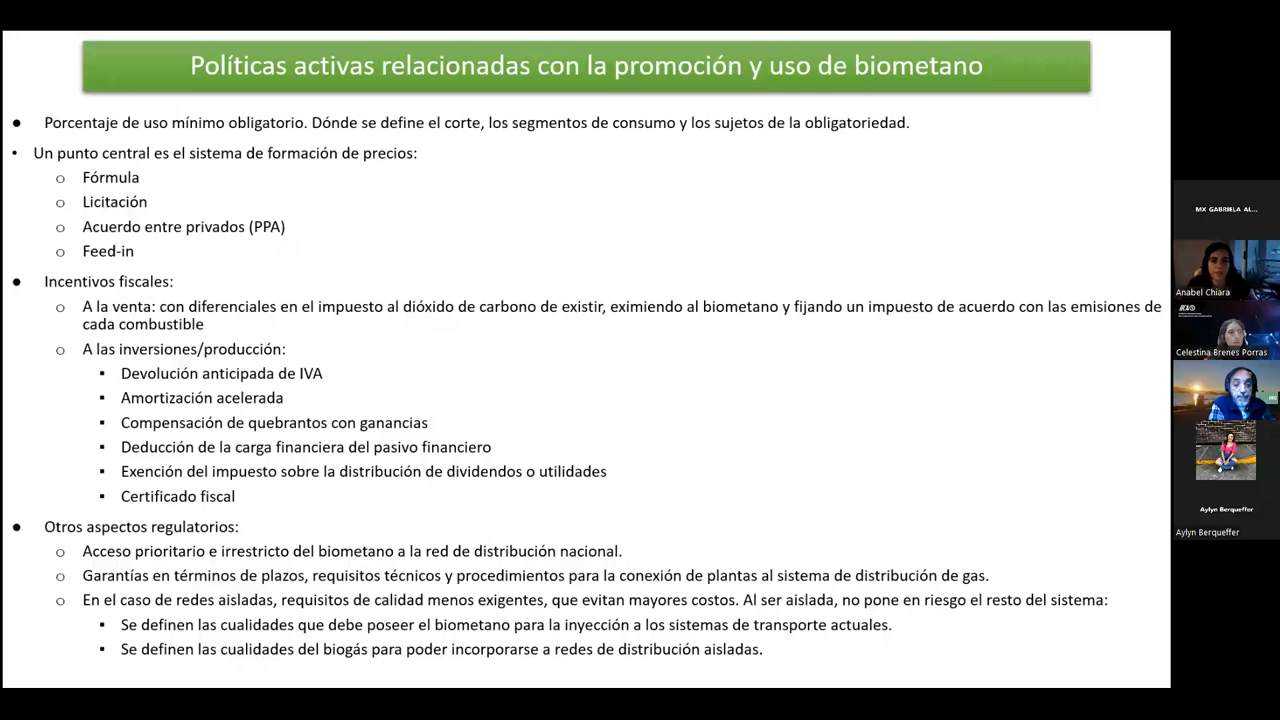 Políticas activas relacionadas con la promoción y uso de biometano
● Porcentaje de uso mínimo obligatorio. Dónde se define el corte, los segmentos de consumo y los sujetos de la obligatoriedad.
• Un punto central es el sistema de formación de precios:
o Fórmula
o Licitación
o Acuerdo entre privados (PPA)
o Feed-in
● Incentivos fiscales:
o A la venta: con diferenciales en el impuesto al dióxido de carbono de existir, eximiendo al biometano y fijando un impuesto de acuerdo con las emisiones de
cada combustible
o A las inversiones/producción:
▪ Devolución anticipada de IVA
▪ Amortización acelerada
▪ Compensación de quebrantos con ganancias
▪ Deducción de la carga financiera del pasivo financiero
▪ Exención del impuesto sobre la distribución de dividendos o utilidades
▪ Certificado fiscal
● Otros aspectos regulatorios:
o Acceso prioritario e irrestricto del biometano a la red de distribución nacional.
o Garantías en términos de plazos, requisitos técnicos y procedimientos para la conexión de plantas al sistema de distribución de gas.
o En el caso de redes aisladas, requisitos de calidad menos exigentes, que evitan mayores costos. Al ser aislada, no pone en riesgo el resto del sistema:
▪ Se definen las cualidades que debe poseer el biometano para la inyección a los sistemas de transporte actuales.
▪ Se definen las cualidades del biogás para poder incorporarse a redes de distribución aisladas.
MX GABRIELA AL...
Anabel Chiara
Celestina Brenes Porras
Aylyn Berqueffer
Aylyn Berqueffer